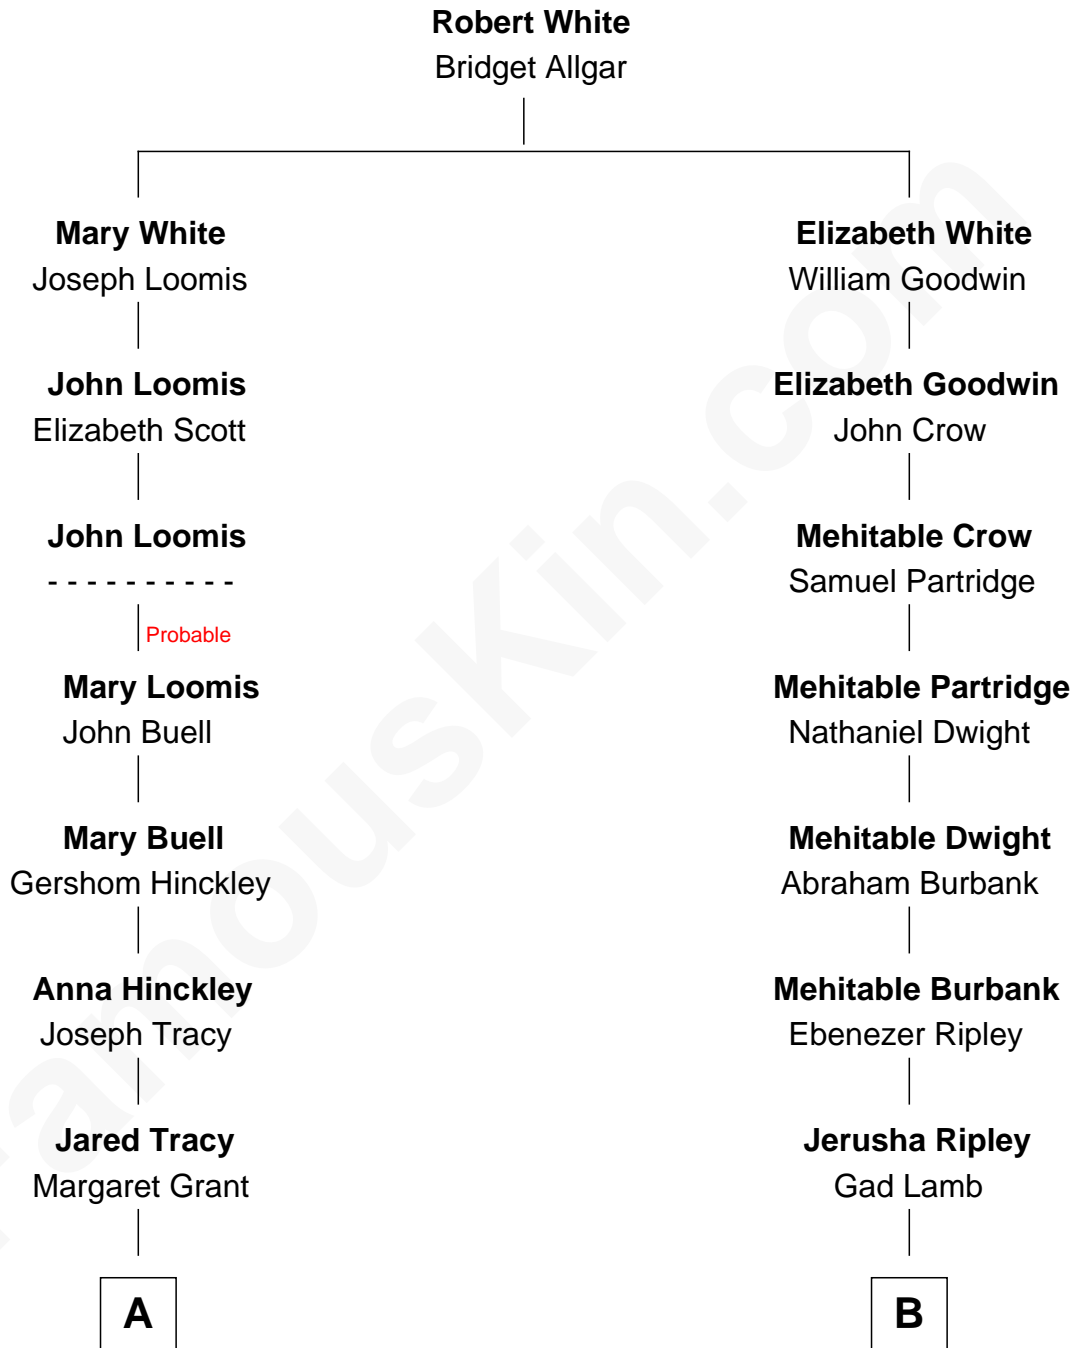 Robert White
Bridget Allgar
Mary White
Joseph Loomis
Elizabeth White
William Goodwin
John Loomis
Elizabeth Scott
Elizabeth Goodwin
John Crow
John Loomis
- - - - - - - - - -
Mehitable Crow
Samuel Partridge
Probable
Mary Loomis
John Buell
Mehitable Partridge
Nathaniel Dwight
Mary Buell
Gershom Hinckley
Mehitable Dwight
Abraham Burbank
Anna Hinckley
Joseph Tracy
Mehitable Burbank
Ebenezer Ripley
Jared Tracy
Margaret Grant
Jerusha Ripley
Gad Lamb
A
B
FamousKin.com